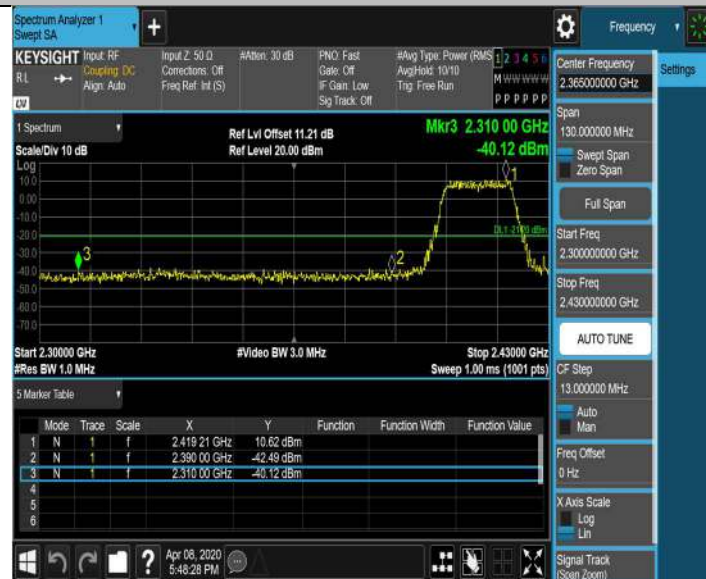 Spectrum Analyzer 1
Swept SA
+
Frequency
KEYSIGHT
RL
Input: RF
Coupling: DC
Align: Auto
Input Z: 50 Ω
Corrections: Off
Freq Ref: Int (S)
#Atten: 30 dB
PNO: Fast
Gate: Off
IF Gain: Low
Sig Track: Off
#Avg Type: Power (RMS
Avg|Hold: 10/10
Trig: Free Run
1 2 3 4 5 6
M W W W W W
P P P P P P
1 Spectrum
Scale/Div 10 dB
Ref Lvl Offset 11.21 dB
Ref Level 20.00 dBm
Mkr3 2.310 00 GHz
-40.12 dBm
Log
10.0
0.00
-10.0
-20.0
-30.0
-40.0
-50.0
-60.0
-70.0
1
2
3
Start 2.30000 GHz
#Res BW 1.0 MHz
#Video BW 3.0 MHz
Stop 2.43000 GHz
Sweep 1.00 ms (1001 pts)
5 Marker Table
Mode Trace Scale X Y Function Function Width Function Value
1 N 1 f 2.419 21 GHz 10.62 dBm
2 N 1 f 2.390 00 GHz -42.49 dBm
3 N 1 f 2.310 00 GHz -40.12 dBm
4
5
6
?
Apr 08, 2020
5:48:28 PM
Center Frequency
2.365000000 GHz
Settings
Span
130.000000 MHz
Swept Span
Zero Span
Full Span
Start Freq
2.300000000 GHz
Stop Freq
2.430000000 GHz
AUTO TUNE
CF Step
13.000000 MHz
Auto
Man
Freq Offset
0 Hz
X Axis Scale
Log
Lin
Signal Track
(Span Zoom)